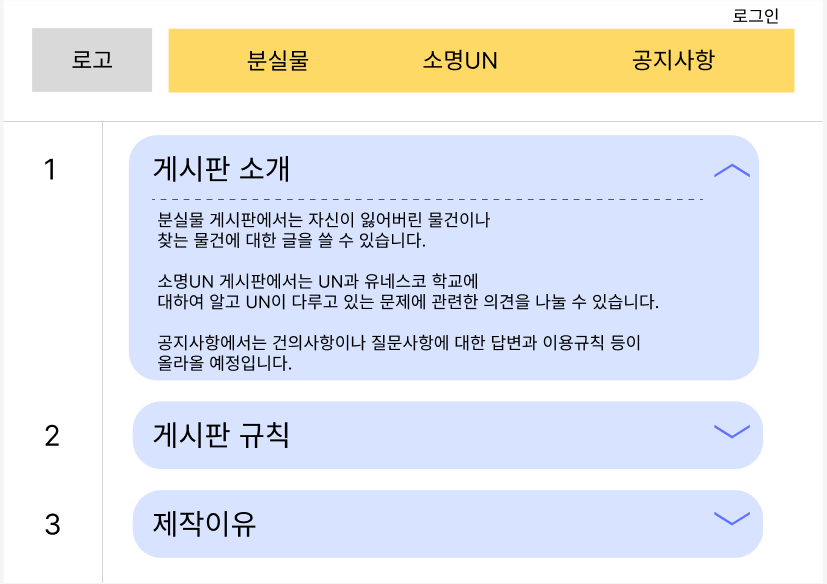 로그인
로고
분실물 소명UN 공지사항
1 게시판 소개
분실물 게시판에서는 자신이 잃어버린 물건이나
찾는 물건에 대한 글을 쓸 수 있습니다.
소명UN 게시판에서는 UN과 유네스코 학교에
대하여 알고 UN이 다루고 있는 문제에 관련한 의견을 나눌 수 있습니다.
공지사항에서는 건의사항이나 질문사항에 대한 답변과 이용규칙 등이
올라올 예정입니다.
2 게시판 규칙
3 제작이유